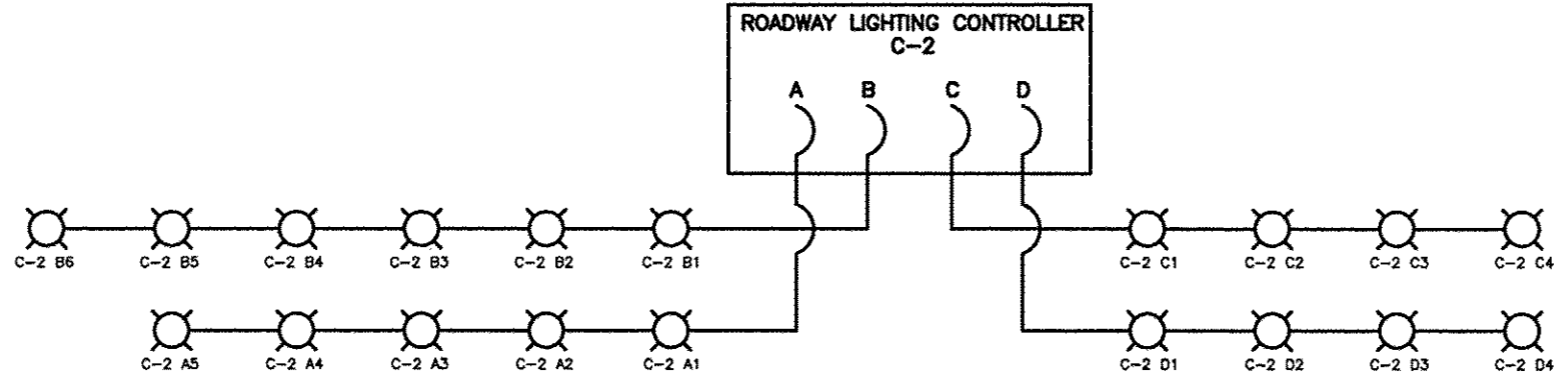 ROADWAY LIGHTING CONTROLLER
C-2
A B C D
C-2 B6 C-2 B5 C-2 B4 C-2 B3 C-2 B2 C-2 B1 C-2 C1 C-2 C2 C-2 C3 C-2 C4
C-2 A5 C-2 A4 C-2 A3 C-2 A2 C-2 A1 C-2 D1 C-2 D2 C-2 D3 C-2 D4